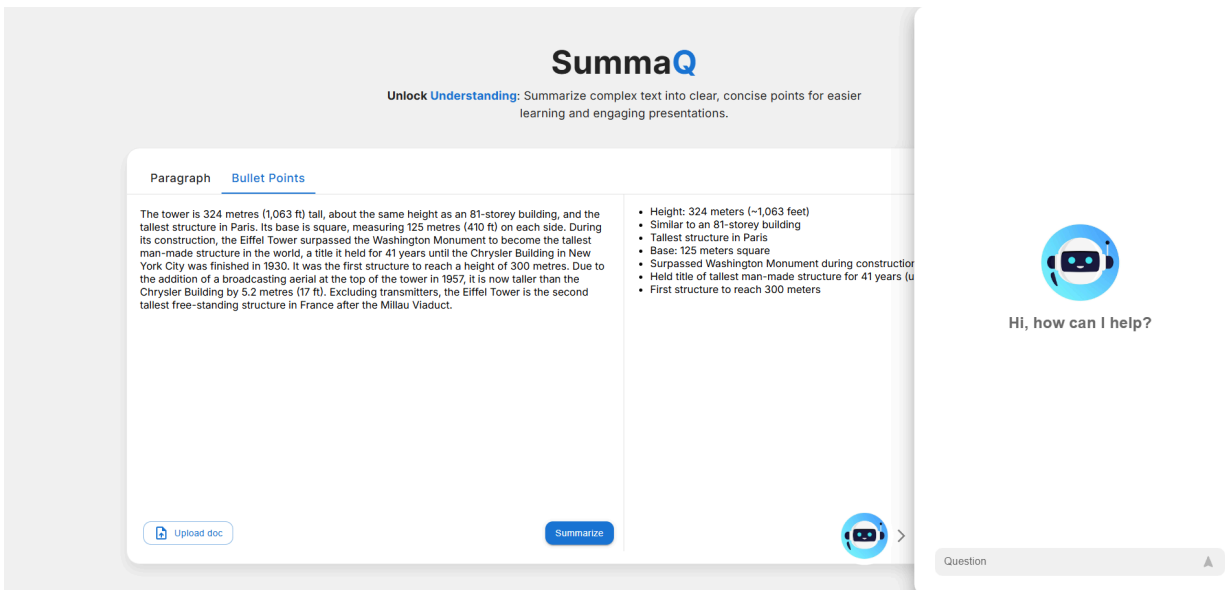 SummaQ
Unlock Understanding: Summarize complex text into clear, concise points for easier
learning and engaging presentations.
Paragraph
Bullet Points
The tower is 324 metres (1,063 ft) tall, about the same height as an 81-storey building, and the
tallest structure in Paris. Its base is square, measuring 125 metres (410 ft) on each side. During
its construction, the Eiffel Tower surpassed the Washington Monument to become the tallest
man-made structure in the world, a title it held for 41 years until the Chrysler Building in New
York City was finished in 1930. It was the first structure to reach a height of 300 metres. Due to
the addition of a broadcasting aerial at the top of the tower in 1957, it is now taller than the
Chrysler Building by 5.2 metres (17 ft). Excluding transmitters, the Eiffel Tower is the second
tallest free-standing structure in France after the Millau Viaduct.
• Height: 324 meters (~1,063 feet)
• Similar to an 81-storey building
• Tallest structure in Paris
• Base: 125 meters square
• Surpassed Washington Monument during construction
• Held title of tallest man-made structure for 41 years (u
• First structure to reach 300 meters
Upload doc
Summarize
Hi, how can I help?
Question